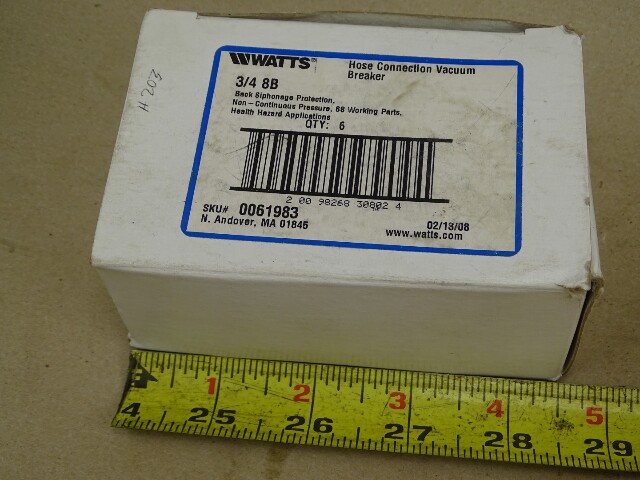 H 203
WATTS®
Hose Connection Vacuum
Breaker
3/4 8B
Back Siphonage Protection,
Non-Continuous Pressure, 68 Working Parts,
Health Hazard Applications
QTY: 6
2 00 98268 30802 4
SKU# 0061983
N. Andover, MA 01845
02/13/08
www.watts.com
1 2 3 4 5
4 25 26 27 28 29